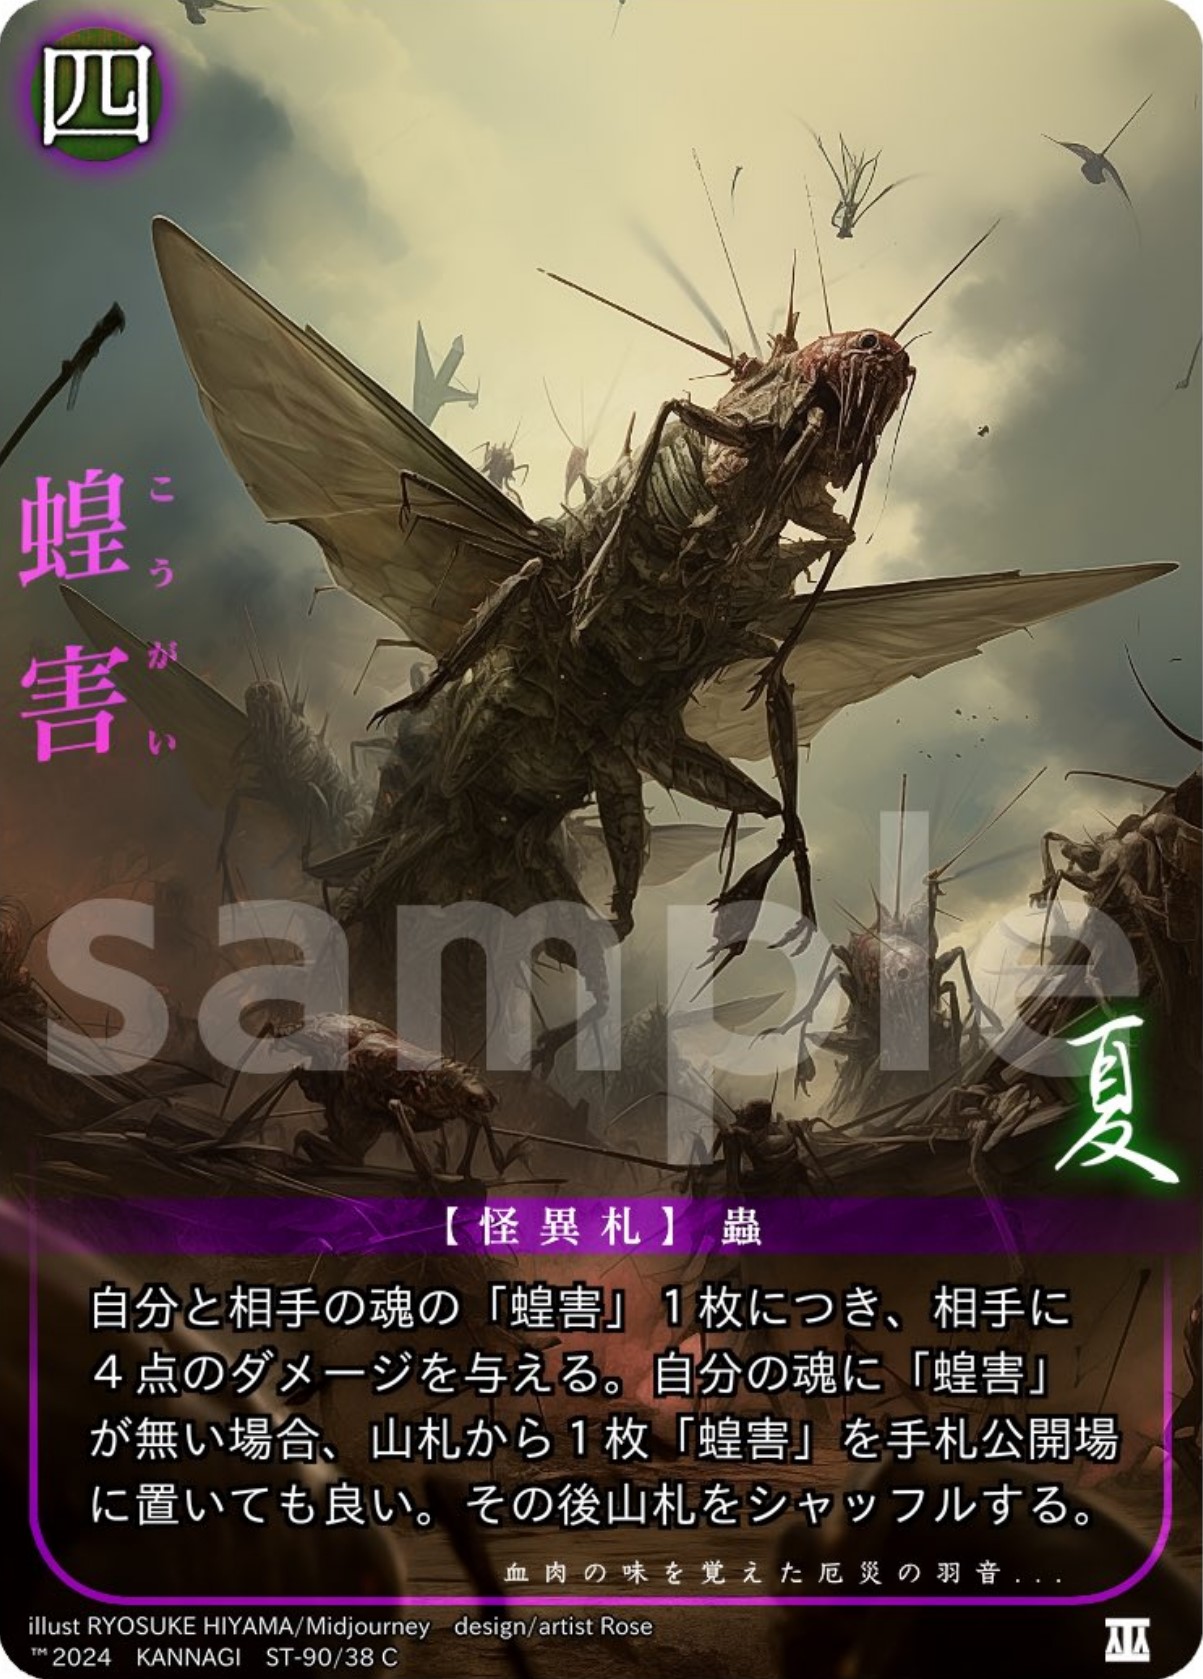 四
蝗害
こうがい
sample
夏
【怪異札】 蟲
自分と相手の魂の「蝗害」１枚につき、相手に
４点のダメージを与える。自分の魂に「蝗害」
が無い場合、山札から１枚「蝗害」を手札公開場
に置いても良い。その後山札をシャッフルする。
血肉の味を覚えた厄災の羽音...
illust RYOSUKE HIYAMA/Midjourney design/artist Rose
™2024 KANNAGI ST-90/38 C
巫